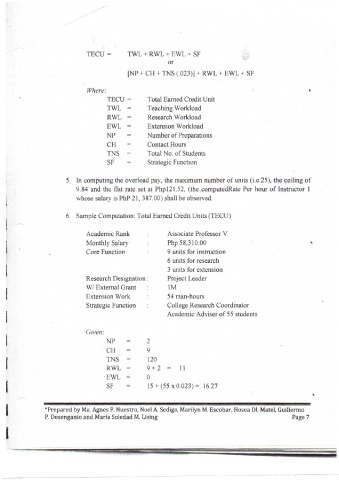 TECU = TWL + RWL + EWL + SF
or
[NP + CH + TNS (.023)] + RWL + EWL + SF
Where:
TECU = Total Earned Credit Unit
TWL = Teaching Workload
RWL = Research Workload
EWL = Extension Workload
NP = Number of Preparations
CH = Contact Hours
TNS = Total No. of Students
SF = Strategic Function
5. In computing the overload pay, the maximum number of units (i.e.25), the ceiling of
9.84 and the flat rate set at Php121.52, (the.computedRate Per hour of Instructor 1
whose salary is PhP 21, 387.00) shall be observed.
6. Sample Computation: Total Earned Credit Units (TECU)
Academic Rank : Associate Professor V
Monthly Salary : Php 58,310.00
Core Function : 9 units for instruction
6 units for research
3 units for extension
Research Designation : Project Leader
W/ External Grant : 1M
Extension Work : 54 man-hours
Strategic Function : College Research Coordinator
Academic Adviser of 55 students
Given:
NP = 2
CH = 9
TNS = 120
RWL = 9 + 2 = 11
EWL = 0
SF = 15 + (55 x 0.023) = 16.27
*Prepared by Ma. Agnes P. Nuestro, Noel A. Sedigo, Marilyn M. Escobar, Hosea DL Matel, Guillermo
P. Desenganio and Maria Soledad M. Lising Page 7